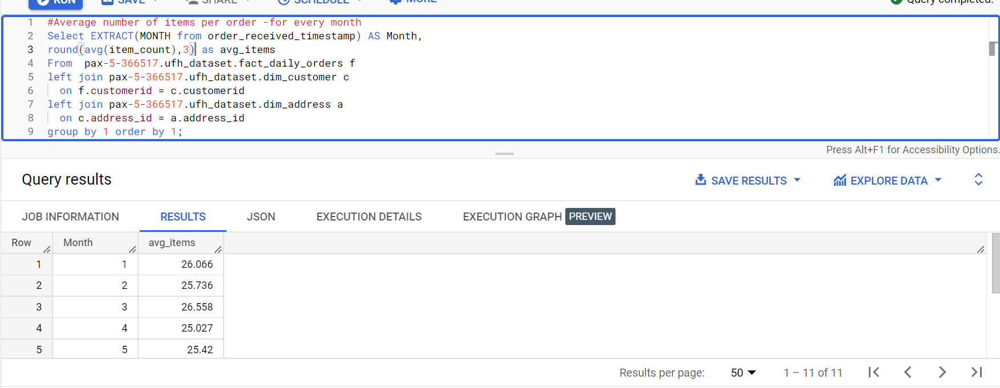 RUN SAVE SHARE SCHEDULE MORE Query completed.
1 #Average number of items per order -for every month
2 Select EXTRACT(MONTH from order_received_timestamp) AS Month,
3 round(avg(item_count),3) as avg_items
4 From  pax-5-366517.ufh_dataset.fact_daily_orders f
5 left join pax-5-366517.ufh_dataset.dim_customer c
6   on f.customerid = c.customerid
7 left join pax-5-366517.ufh_dataset.dim_address a
8   on c.address_id = a.address_id
9 group by 1 order by 1;
Press Alt+F1 for Accessibility Options.
Query results SAVE RESULTS EXPLORE DATA
JOB INFORMATION RESULTS JSON EXECUTION DETAILS EXECUTION GRAPH PREVIEW
Row Month avg_items
1 1 26.066
2 2 25.736
3 3 26.558
4 4 25.027
5 5 25.42
Results per page: 50 1 – 11 of 11